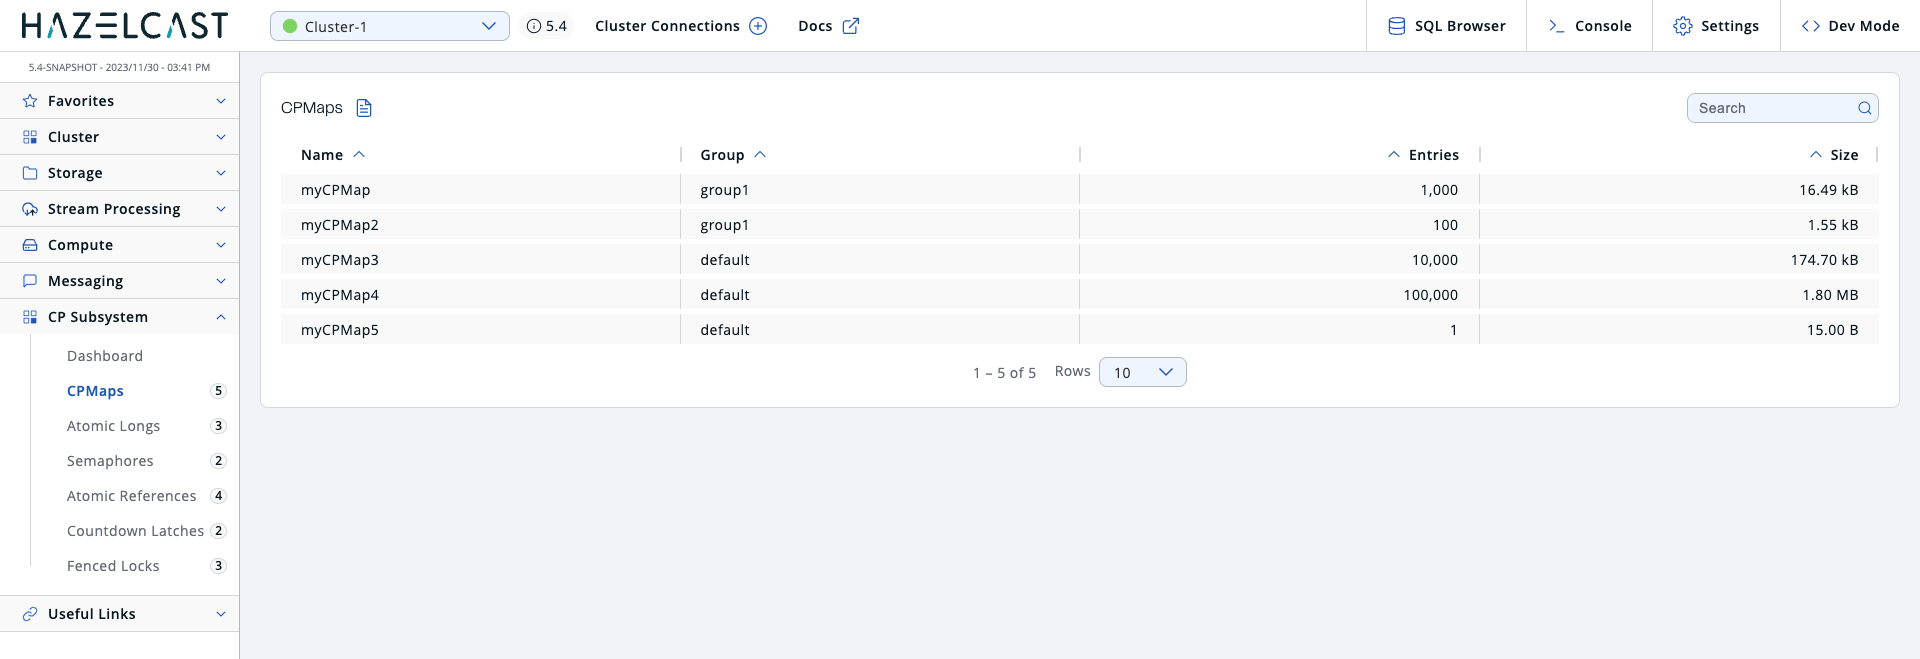 HAZELCAST
Cluster-1
5.4
Cluster Connections
Docs
SQL Browser
Console
Settings
Dev Mode
5.4-SNAPSHOT - 2023/11/30 - 03:41 PM
Favorites
Cluster
Storage
Stream Processing
Compute
Messaging
CP Subsystem
Dashboard
CPMaps 5
Atomic Longs 3
Semaphores 2
Atomic References 4
Countdown Latches 2
Fenced Locks 3
Useful Links
CPMaps
Search
Name Group Entries Size
myCPMap group1 1,000 16.49 kB
myCPMap2 group1 100 1.55 kB
myCPMap3 default 10,000 174.70 kB
myCPMap4 default 100,000 1.80 MB
myCPMap5 default 1 15.00 B
1 – 5 of 5 Rows 10